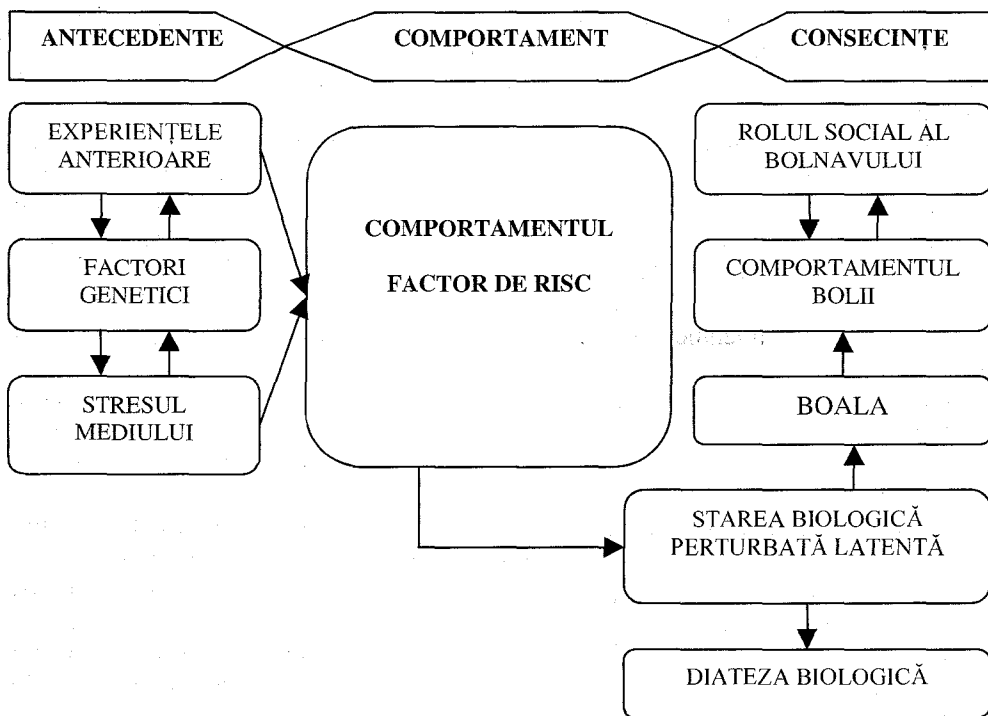 ANTECEDENTE
COMPORTAMENT
CONSECINȚE
EXPERIENȚELE
ANTERIOARE
FACTORI
GENETICI
STRESUL
MEDIULUI
COMPORTAMENTUL
FACTOR DE RISC
ROLUL SOCIAL AL
BOLNAVULUI
COMPORTAMENTUL
BOLII
BOALA
STAREA BIOLOGICĂ
PERTURBATĂ LATENTĂ
DIATEZA BIOLOGICĂ